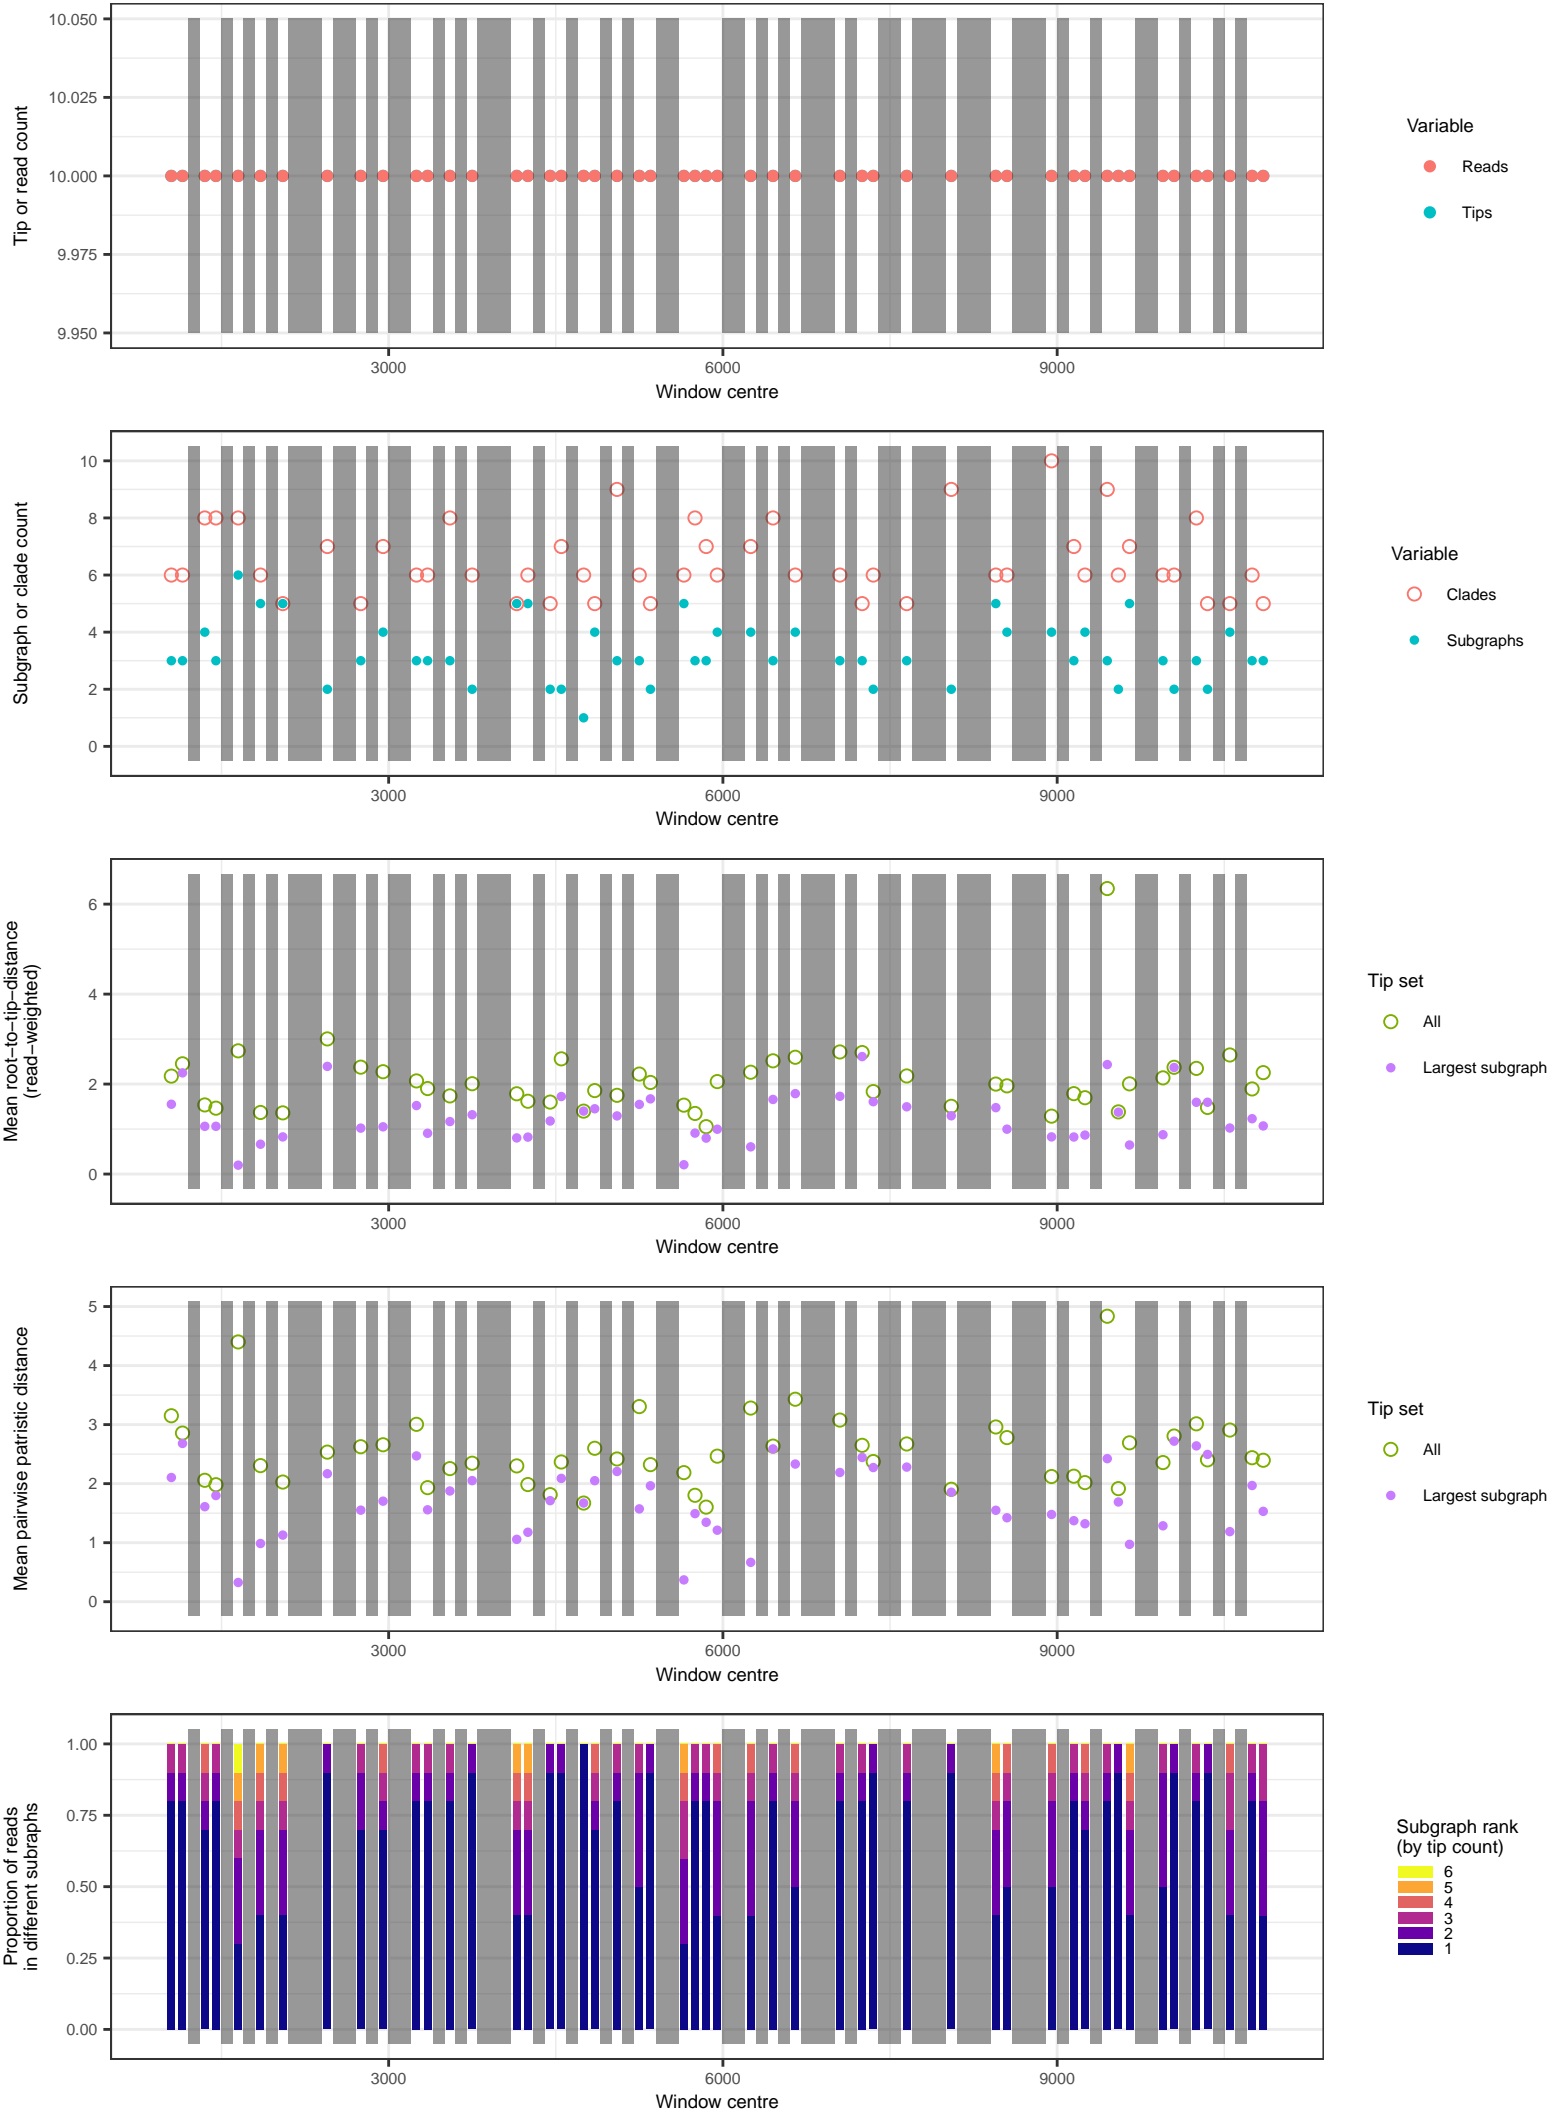 10.050
10.025
10.000
9.975
9.950
Tip or read count
3000 6000 9000
Window centre
Variable
Reads
Tips
10
8
6
4
2
0
Subgraph or clade count
3000 6000 9000
Window centre
Variable
Clades
Subgraphs
6
4
2
0
Mean root−to−tip−distance
(read−weighted)
3000 6000 9000
Window centre
Tip set
All
Largest subgraph
5
4
3
2
1
0
Mean pairwise patristic distance
3000 6000 9000
Window centre
Tip set
All
Largest subgraph
1.00
0.75
0.50
0.25
0.00
Proportion of reads
in different subraphs
3000 6000 9000
Window centre
Subgraph rank
(by tip count)
6
5
4
3
2
1